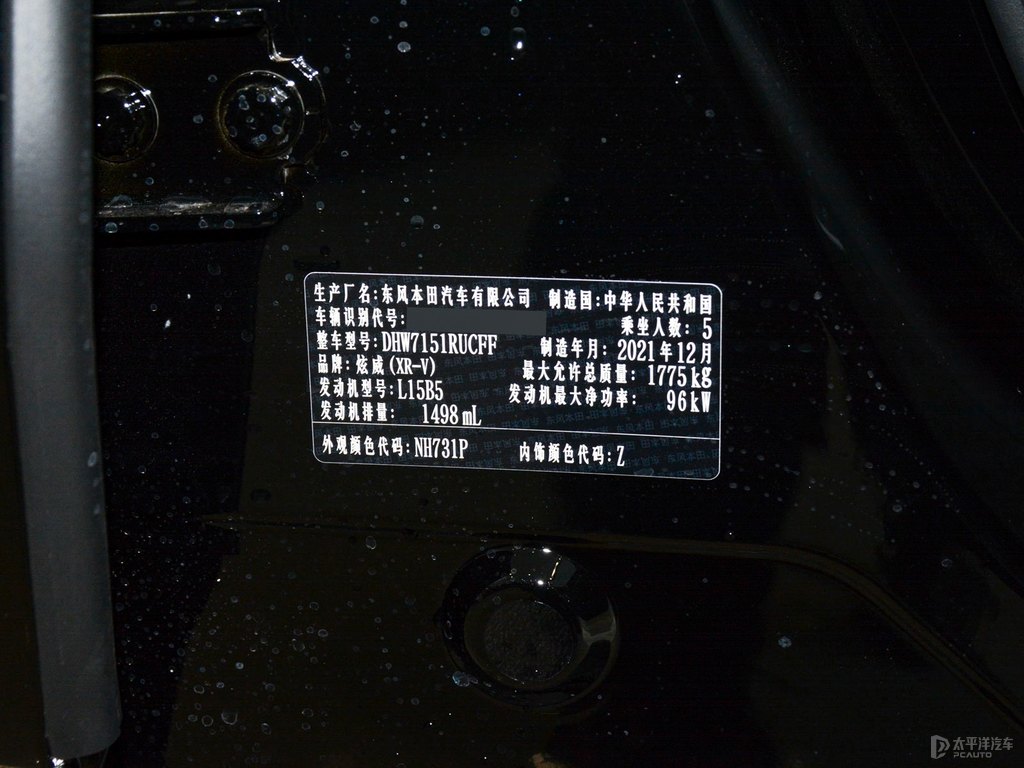 生产厂名:东风本田汽车有限公司 制造国:中华人民共和国
车辆识别代号: 乘坐人数: 5
整车型号:DHW7151RUCFF 制造年月: 2021年12月
品牌: 炫威(XR-V) 最大允许总质量: 1775kg
发动机型号:L15B5 发动机最大净功率: 96kW
发动机排量: 1498mL
外观颜色代码:NH731P 内饰颜色代码:Z
太平洋汽车
PCAUTO